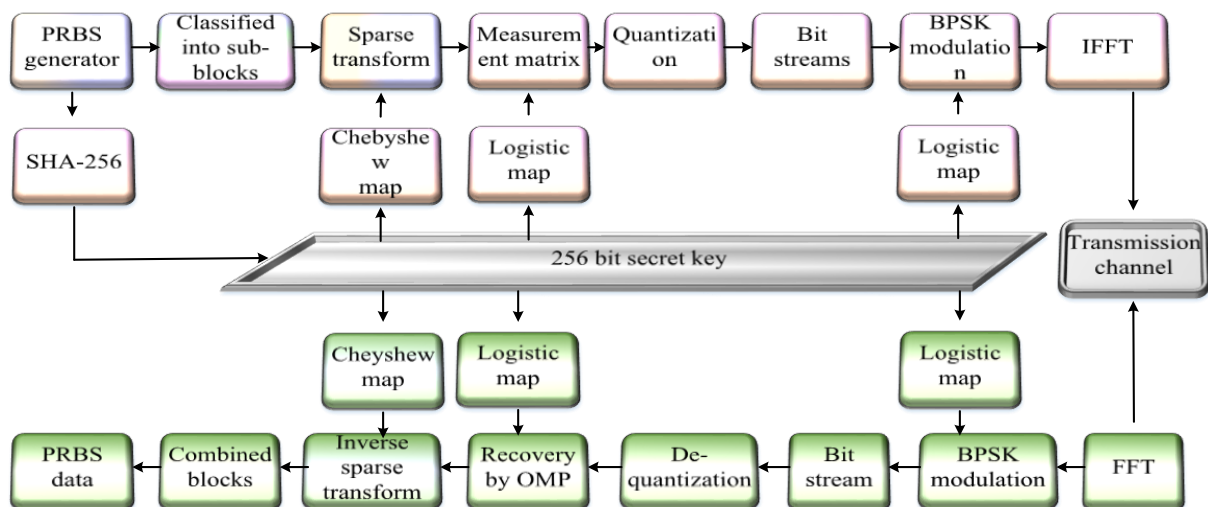 PRBS
generator
Classified
into sub-
blocks
Sparse
transform
Measurem
ent matrix
Quantizati
on
Bit
streams
BPSK
modulatio
n
IFFT
SHA-256
Chebyshe
w
map
Logistic
map
Logistic
map
256 bit secret key
Transmission
channel
Cheyshew
map
Logistic
map
Logistic
map
PRBS
data
Combined
blocks
Inverse
sparse
transform
Recovery
by OMP
De-
quantization
Bit
stream
BPSK
modulation
FFT